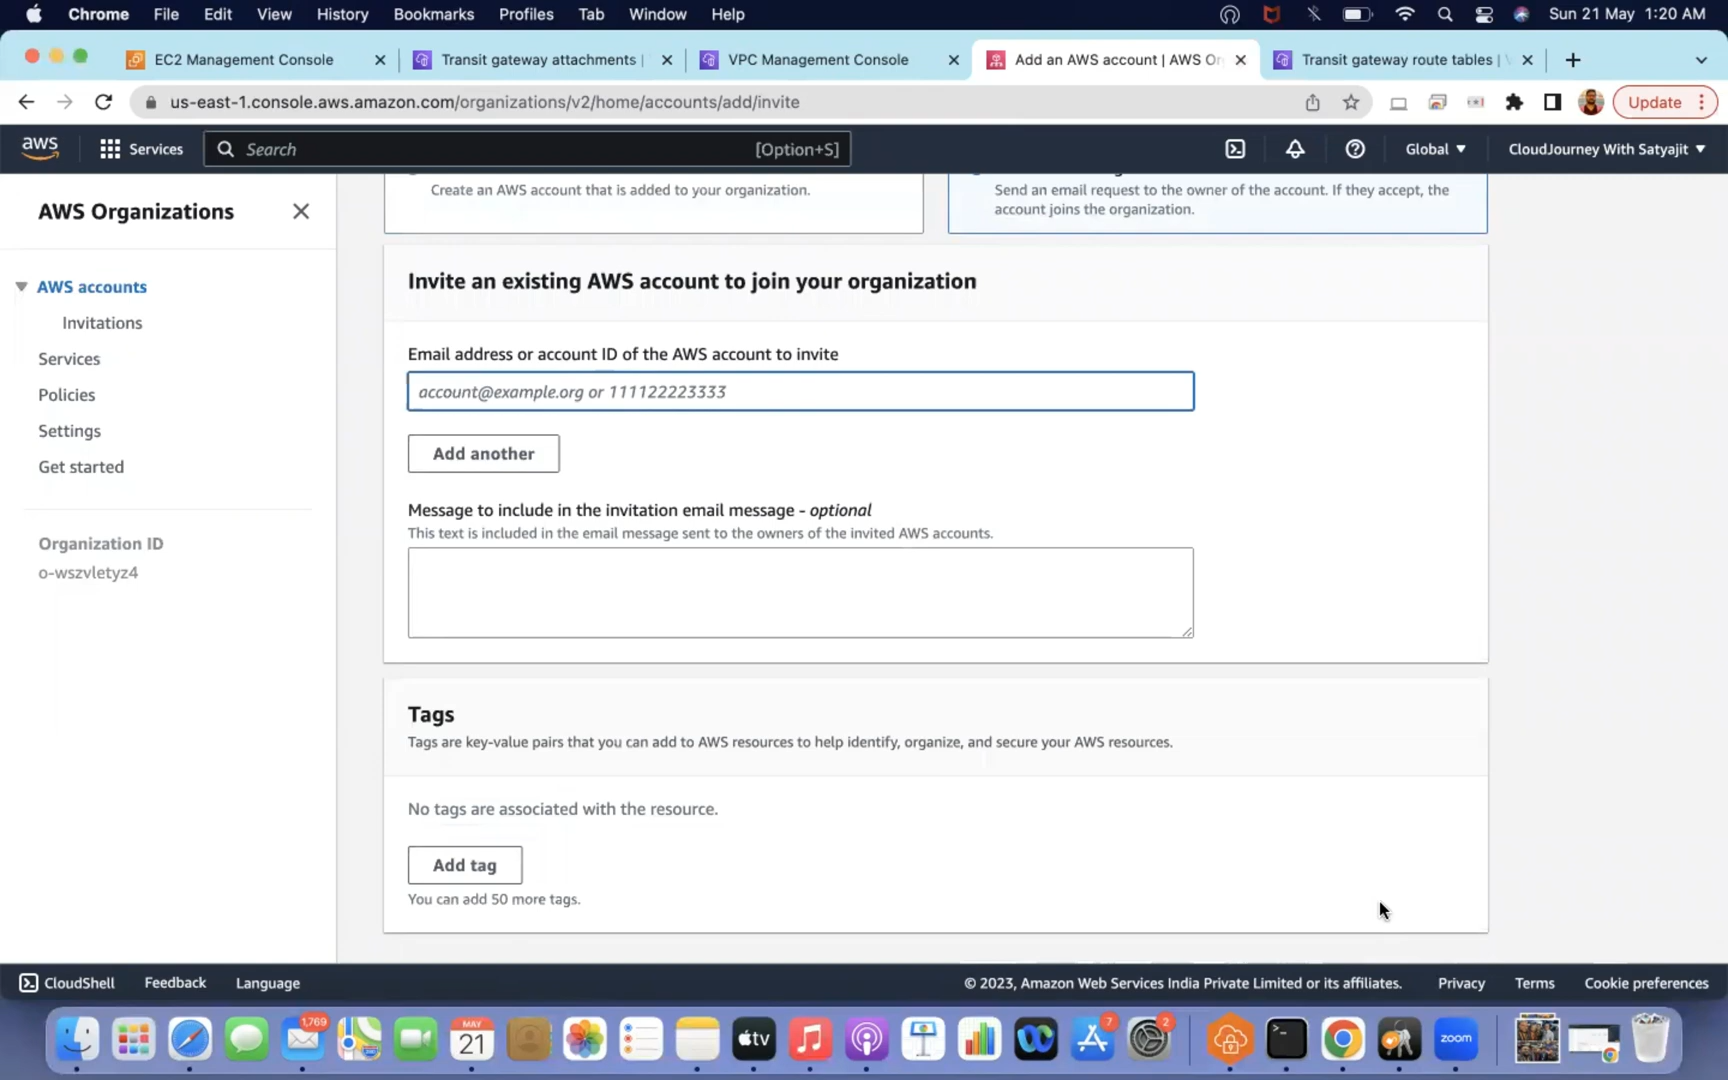 Chrome File Edit View History Bookmarks Profiles Tab Window Help Sun 21 May 1:20 AM
EC2 Management Console Transit gateway attachments | VPC Management Console Add an AWS account | AWS Or Transit gateway route tables |
us-east-1.console.aws.amazon.com/organizations/v2/home/accounts/add/invite Update
aws Services Search [Option+S] Global CloudJourney With Satyajit
AWS Organizations
AWS accounts
Invitations
Services
Policies
Settings
Get started
Organization ID
o-wszvletyz4
Create an AWS account that is added to your organization.
Send an email request to the owner of the account. If they accept, the
account joins the organization.
Invite an existing AWS account to join your organization
Email address or account ID of the AWS account to invite
account@example.org or 111122223333
Add another
Message to include in the invitation email message - optional
This text is included in the email message sent to the owners of the invited AWS accounts.
Tags
Tags are key-value pairs that you can add to AWS resources to help identify, organize, and secure your AWS resources.
No tags are associated with the resource.
Add tag
You can add 50 more tags.
CloudShell Feedback Language © 2023, Amazon Web Services India Private Limited or its affiliates. Privacy Terms Cookie preferences
1,769 MAY 21 tv 7 2 zoom